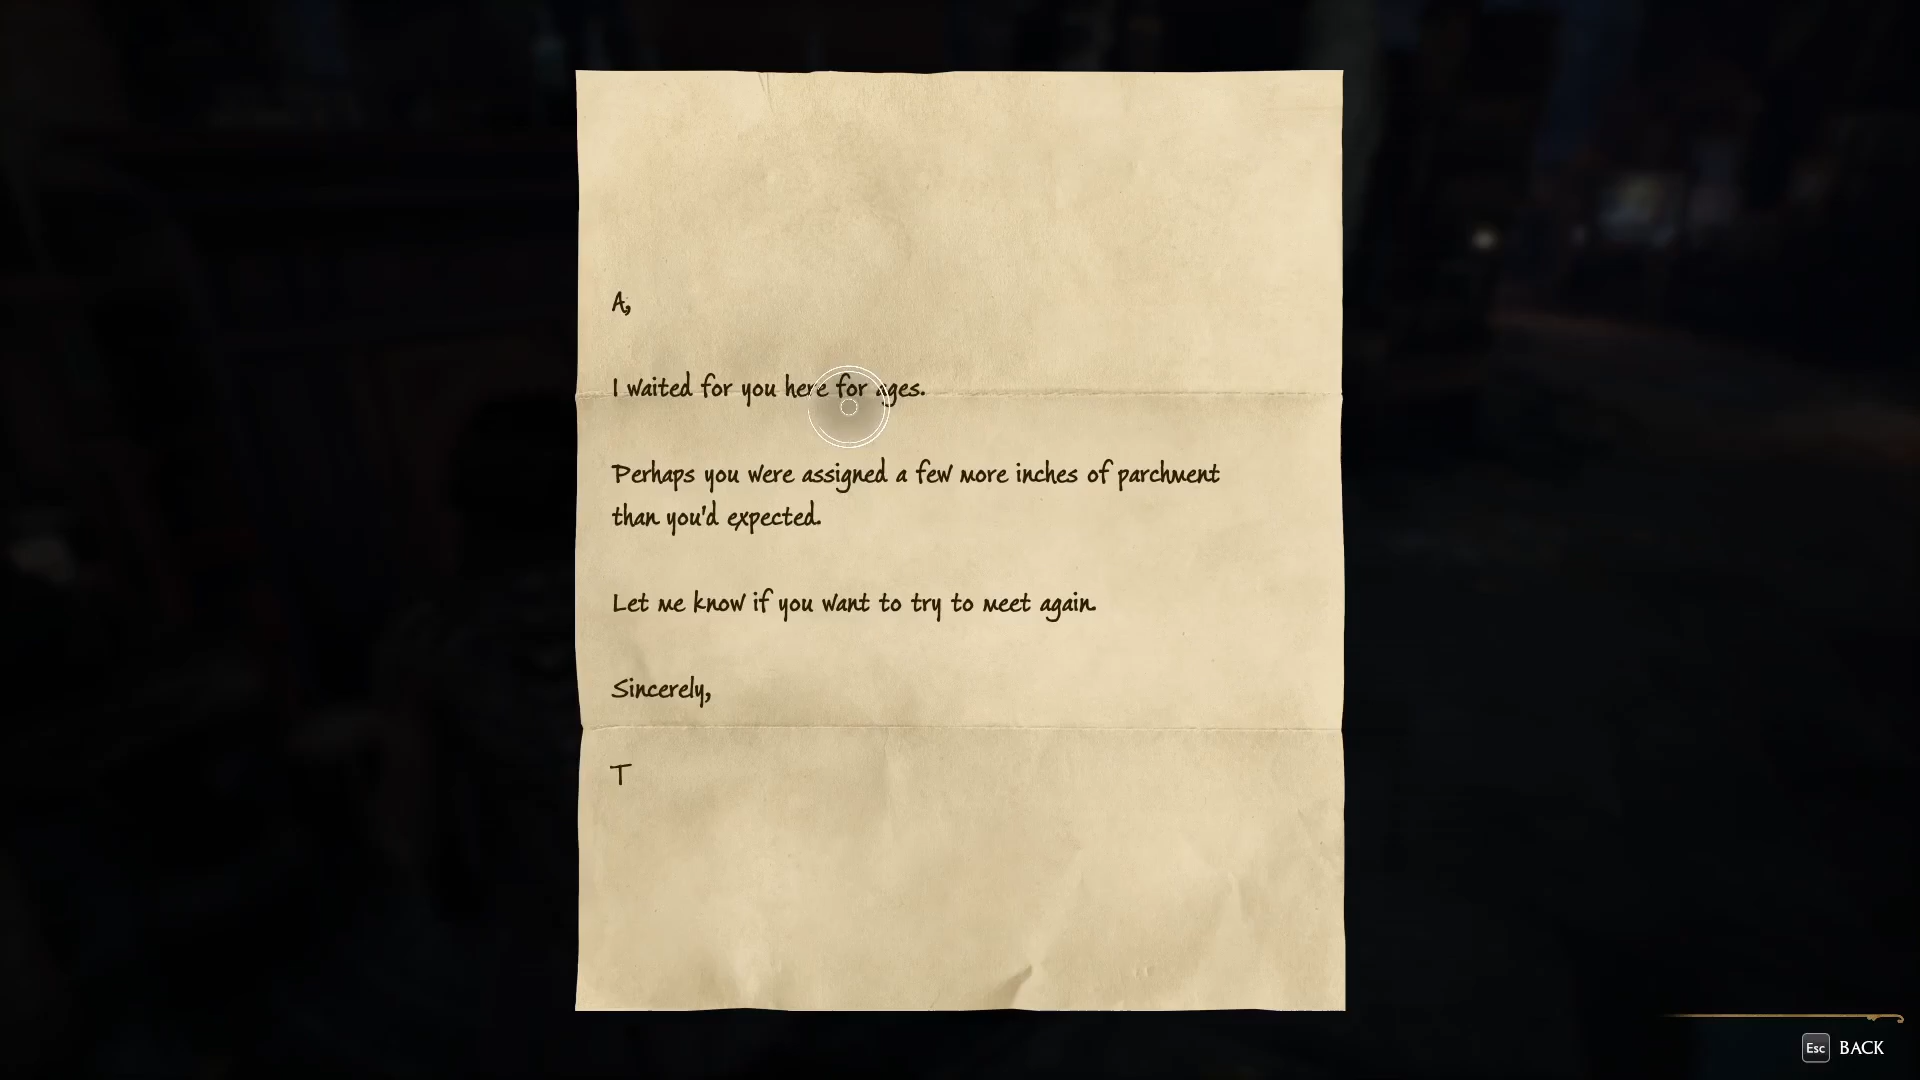 A,
I waited for you here for ages.
Perhaps you were assigned a few more inches of parchment
than you'd expected.
Let me know if you want to try to meet again.
Sincerely,
T
Esc BACK